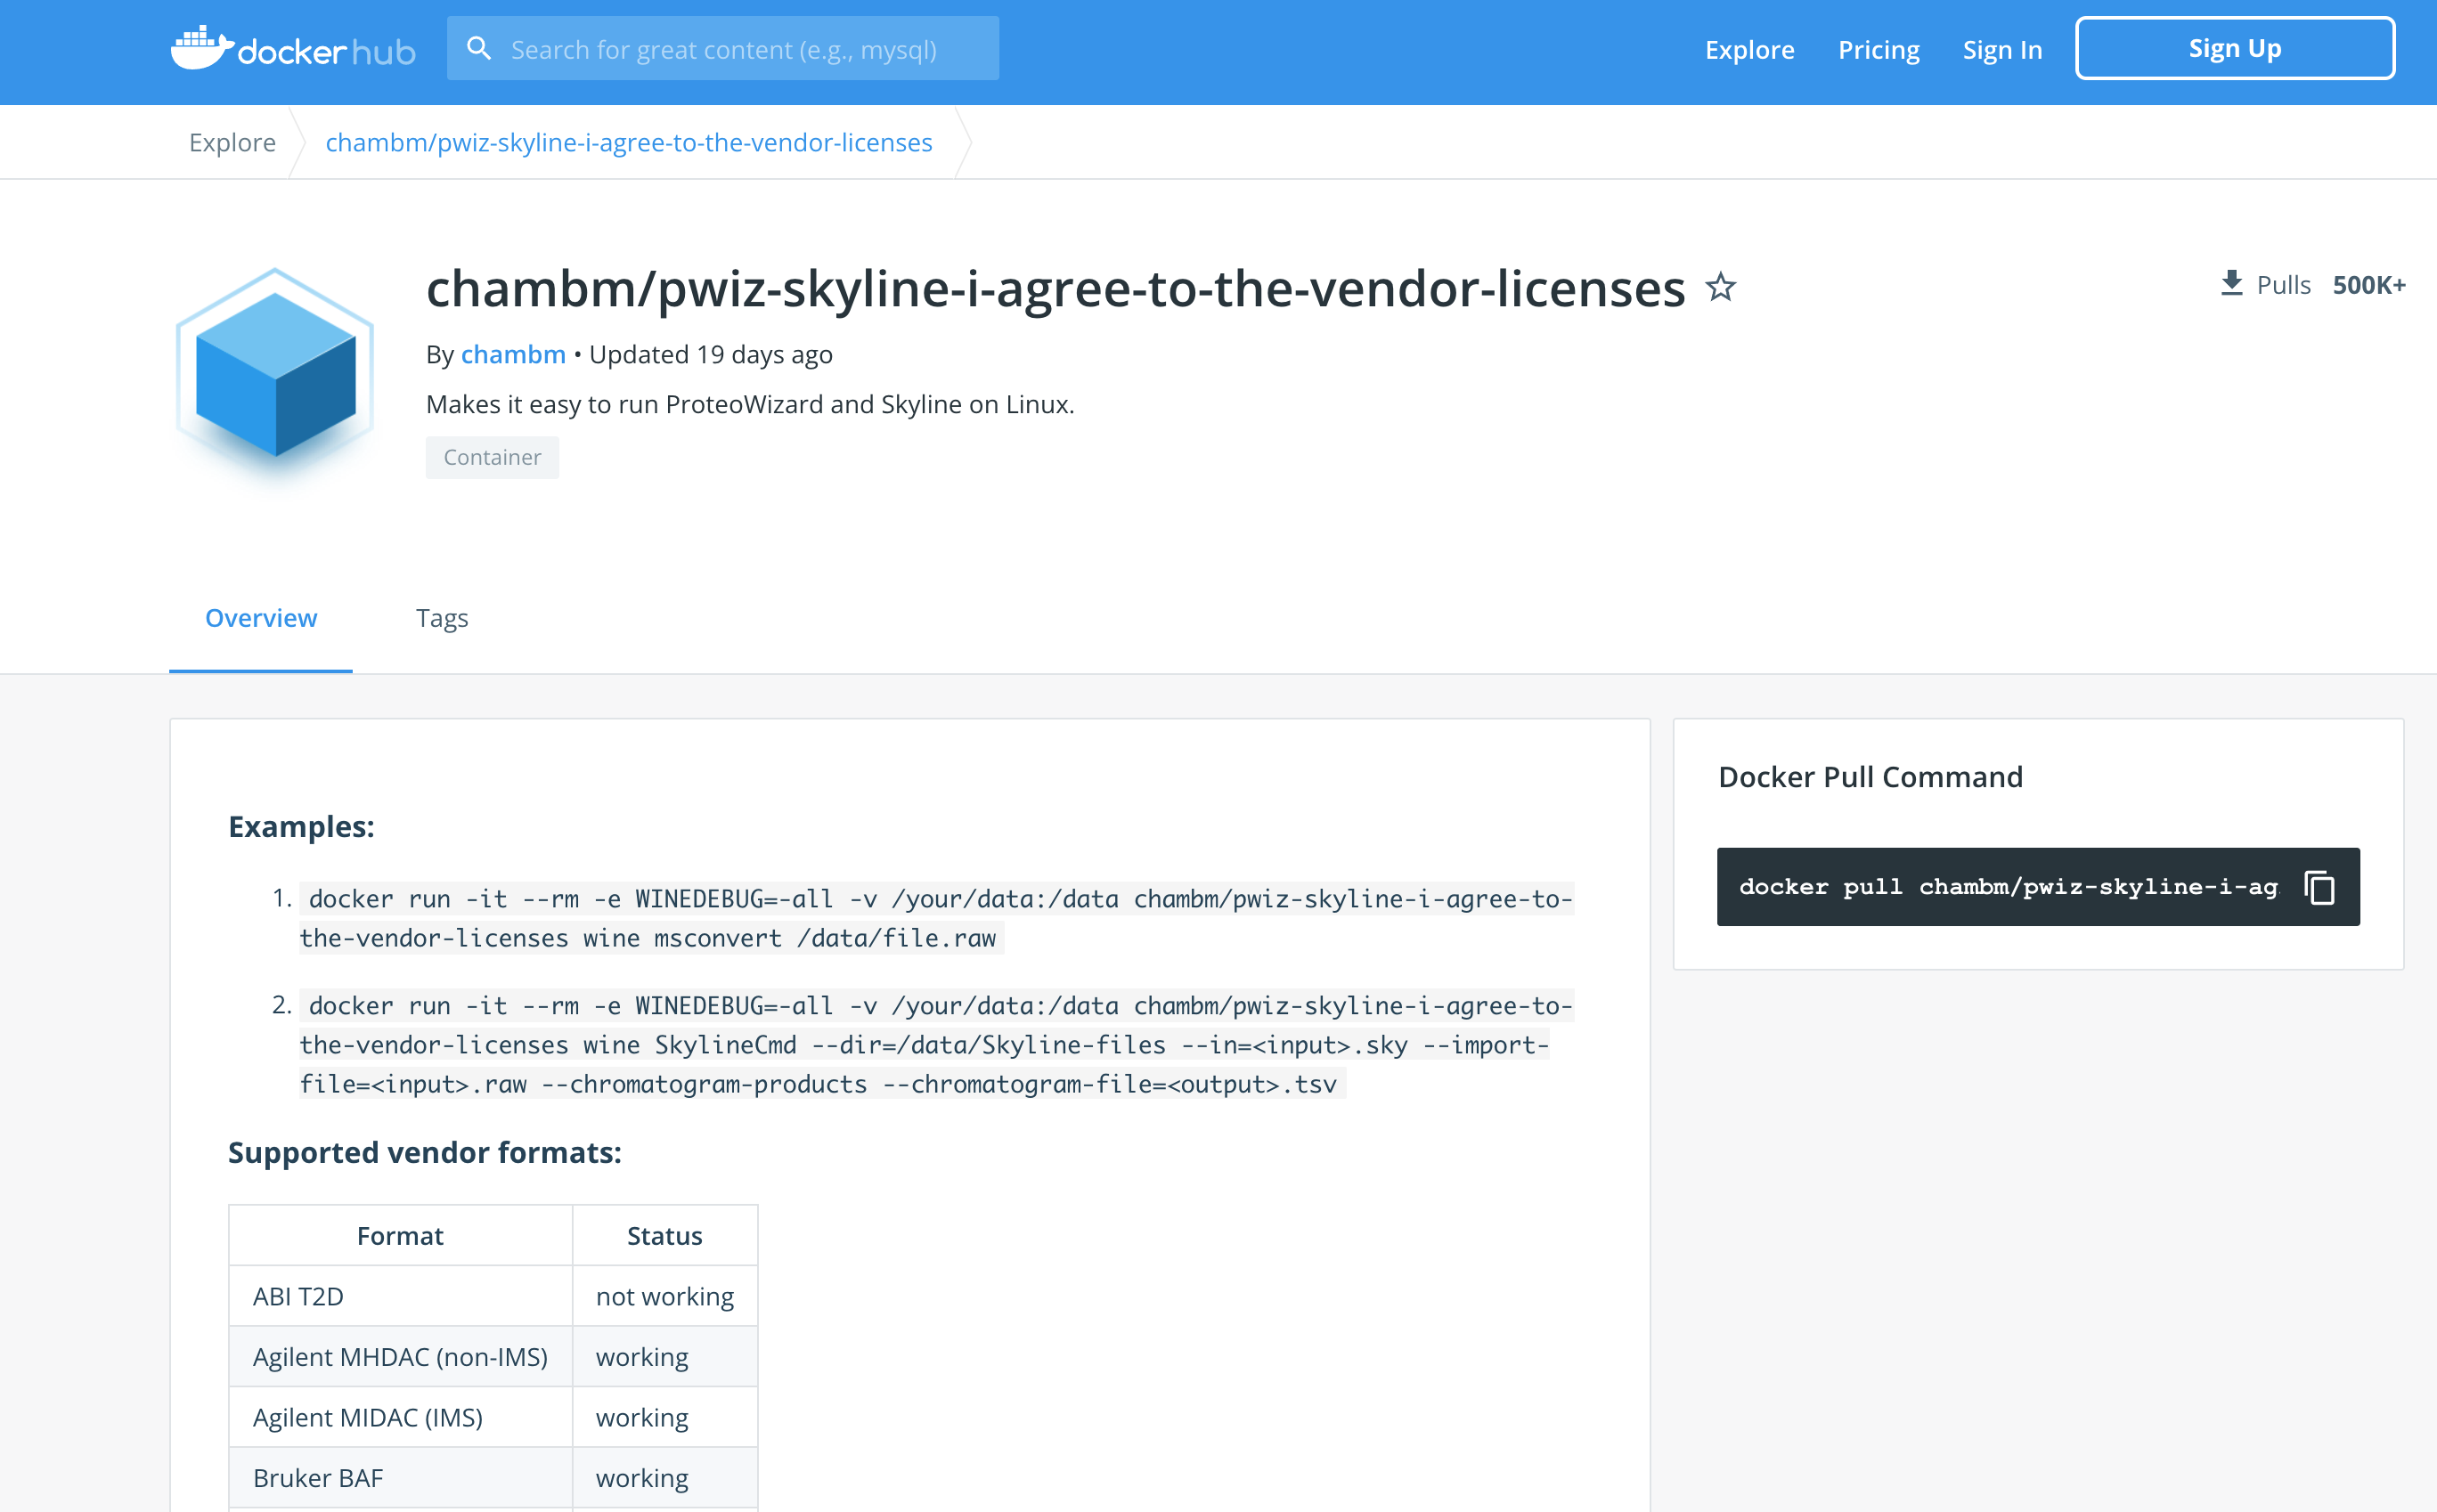 docker hub
Search for great content (e.g., mysql)
Explore
Pricing
Sign In
Sign Up
Explore
chambm/pwiz-skyline-i-agree-to-the-vendor-licenses
chambm/pwiz-skyline-i-agree-to-the-vendor-licenses
Pulls 500K+
By chambm • Updated 19 days ago
Makes it easy to run ProteoWizard and Skyline on Linux.
Container
Overview
Tags
Examples:
1. docker run -it --rm -e WINEDEBUG=-all -v /your/data:/data chambm/pwiz-skyline-i-agree-to-
the-vendor-licenses wine msconvert /data/file.raw
2. docker run -it --rm -e WINEDEBUG=-all -v /your/data:/data chambm/pwiz-skyline-i-agree-to-
the-vendor-licenses wine SkylineCmd --dir=/data/Skyline-files --in=<input>.sky --import-
file=<input>.raw --chromatogram-products --chromatogram-file=<output>.tsv
Supported vendor formats:
Format Status
ABI T2D not working
Agilent MHDAC (non-IMS) working
Agilent MIDAC (IMS) working
Bruker BAF working
Docker Pull Command
docker pull chambm/pwiz-skyline-i-ag